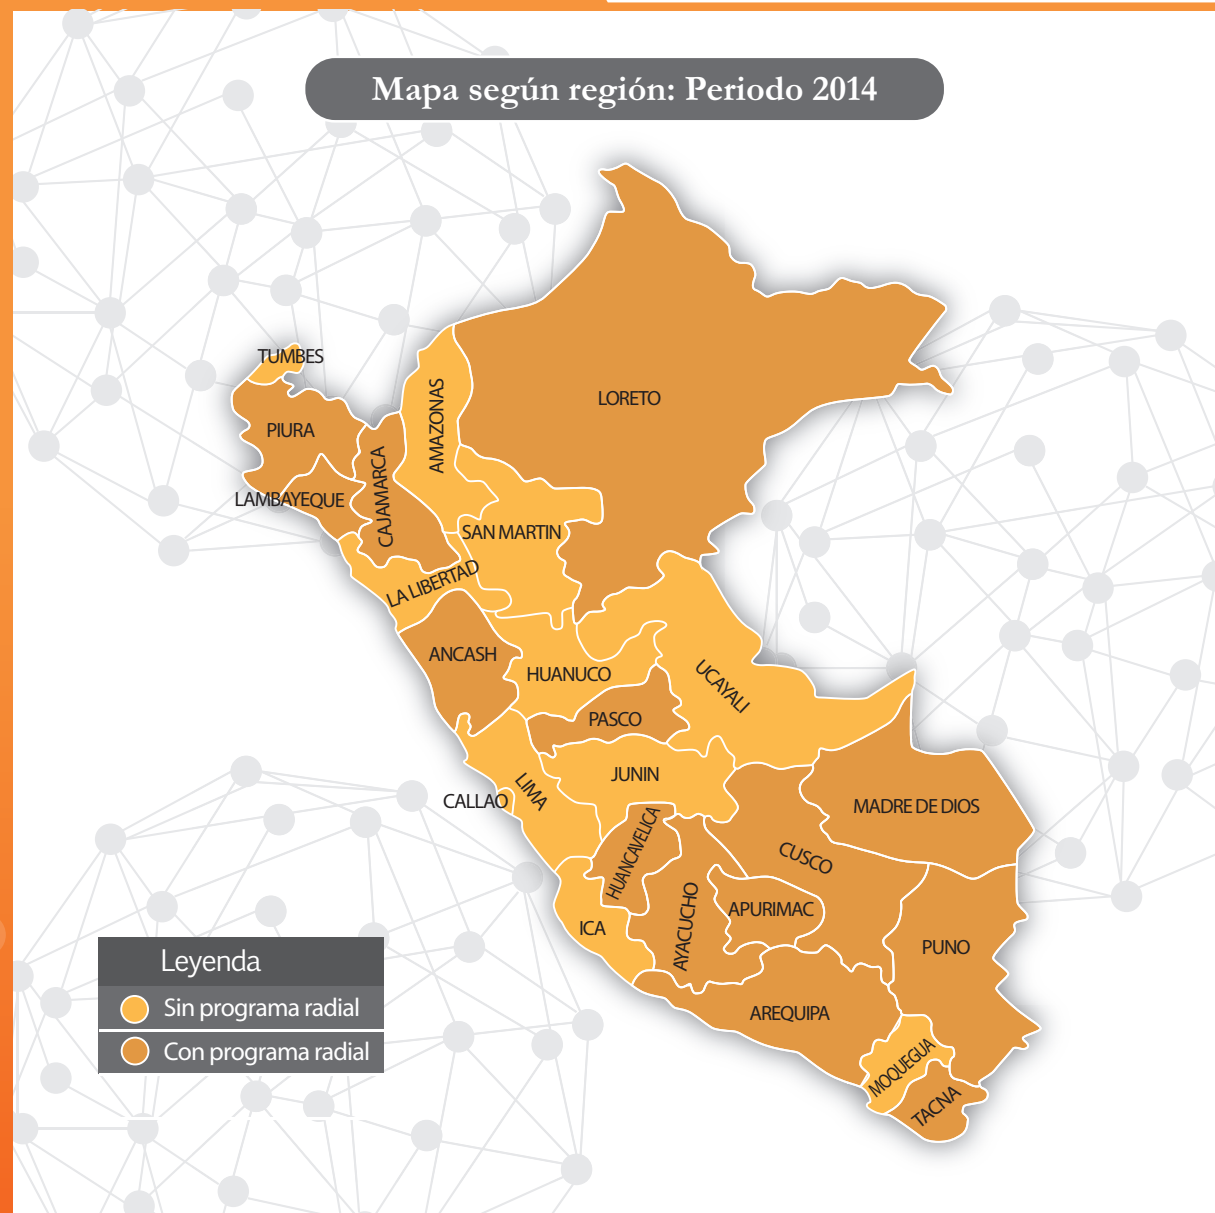 Mapa según región: Periodo 2014
TUMBES
AMAZONAS
LORETO
PIURA
CAJAMARCA
LAMBAYEQUE
SAN MARTIN
LA LIBERTAD
ANCASH
HUANUCO
UCAYALI
PASCO
JUNIN
LIMA
CALLAO
MADRE DE DIOS
HUANCAVELICA
CUSCO
APURIMAC
AYACUCHO
ICA
PUNO
AREQUIPA
MOQUEGUA
TACNA
Leyenda
Sin programa radial
Con programa radial